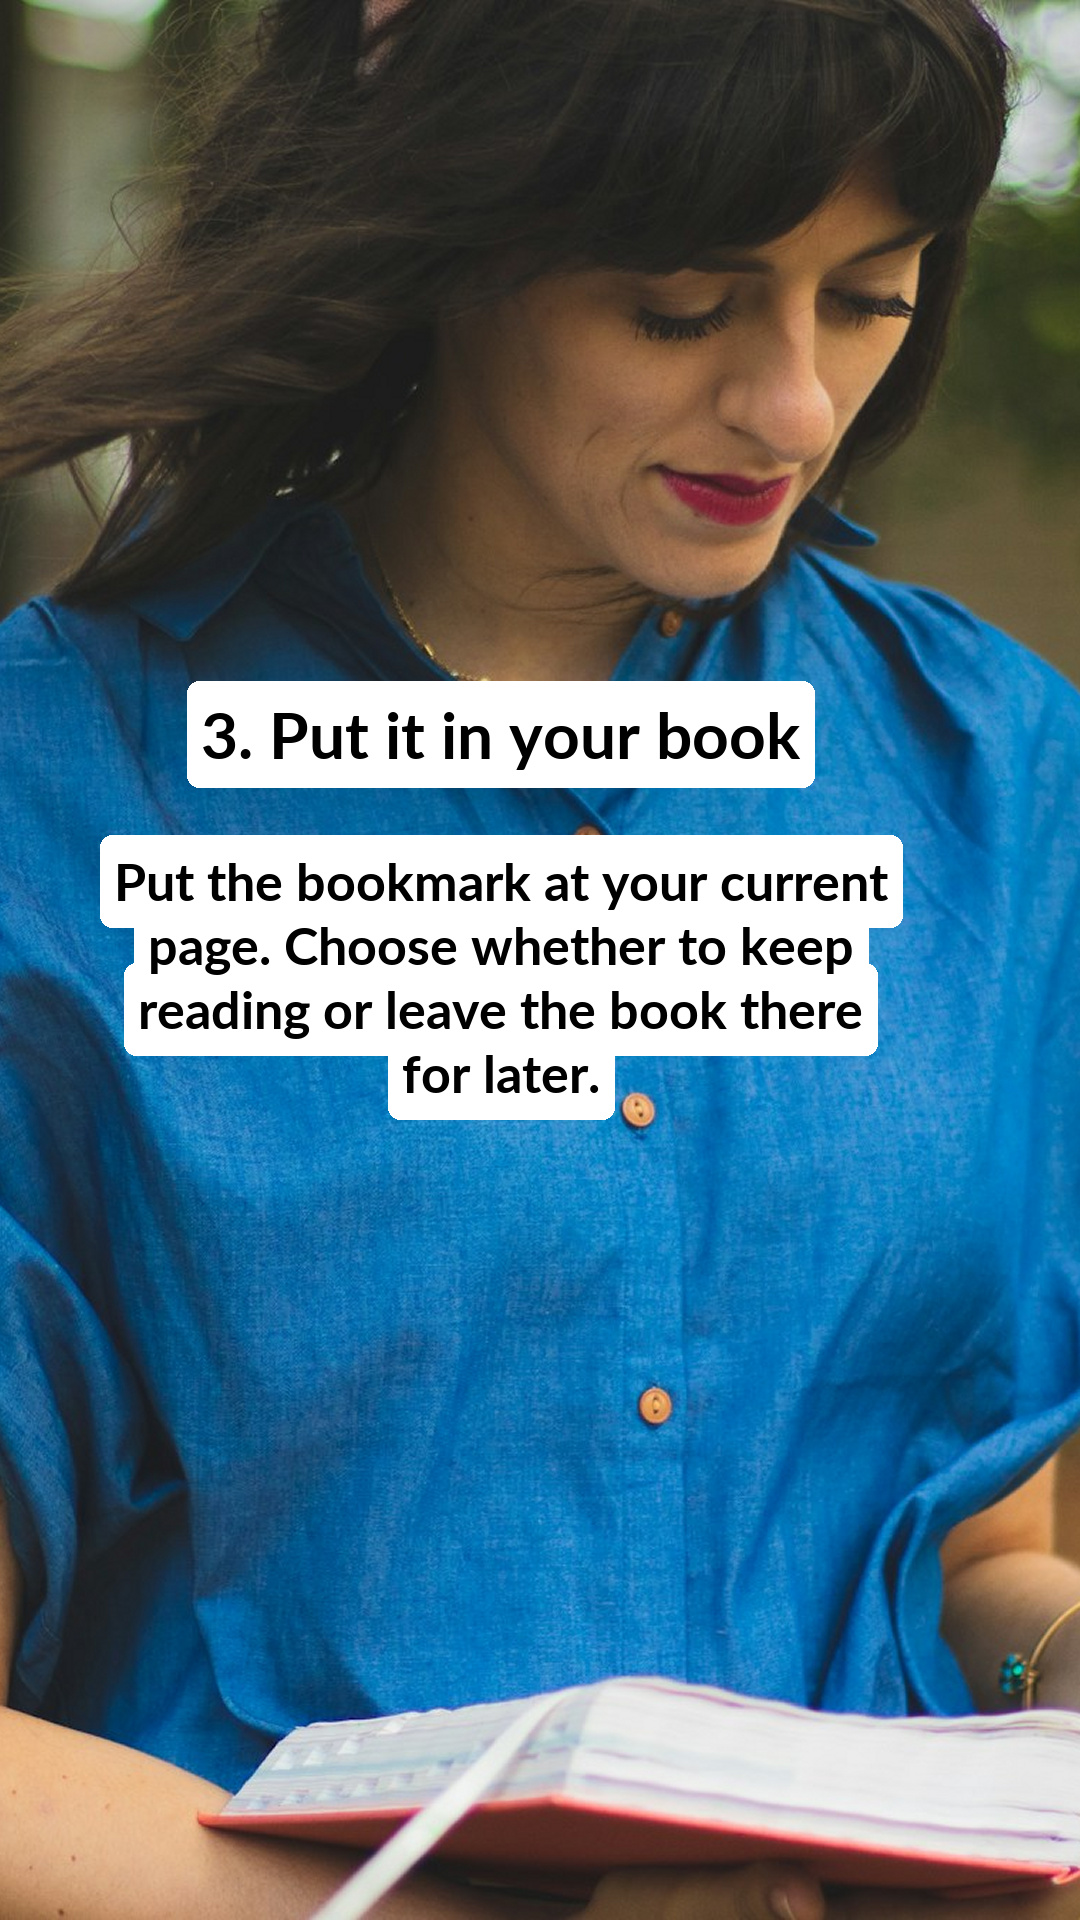 3. Put it in your book
Put the bookmark at your current
page. Choose whether to keep
reading or leave the book there
for later.